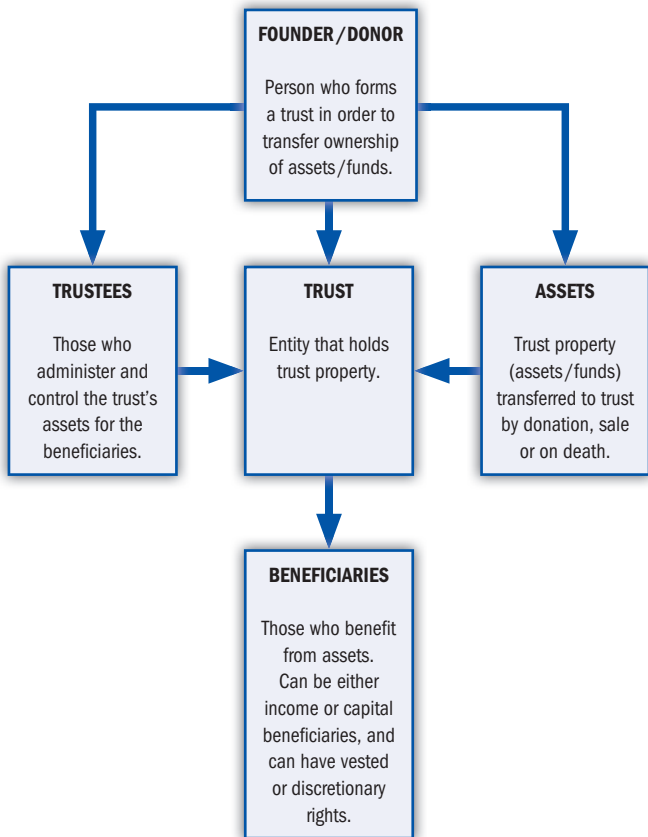 FOUNDER/DONOR
Person who forms
a trust in order to
transfer ownership
of assets/funds.
TRUSTEES
Those who
administer and
control the trust's
assets for the
beneficiaries.
TRUST
Entity that holds
trust property.
ASSETS
Trust property
(assets/funds)
transferred to trust
by donation, sale
or on death.
BENEFICIARIES
Those who benefit
from assets.
Can be either
income or capital
beneficiaries, and
can have vested
or discretionary
rights.